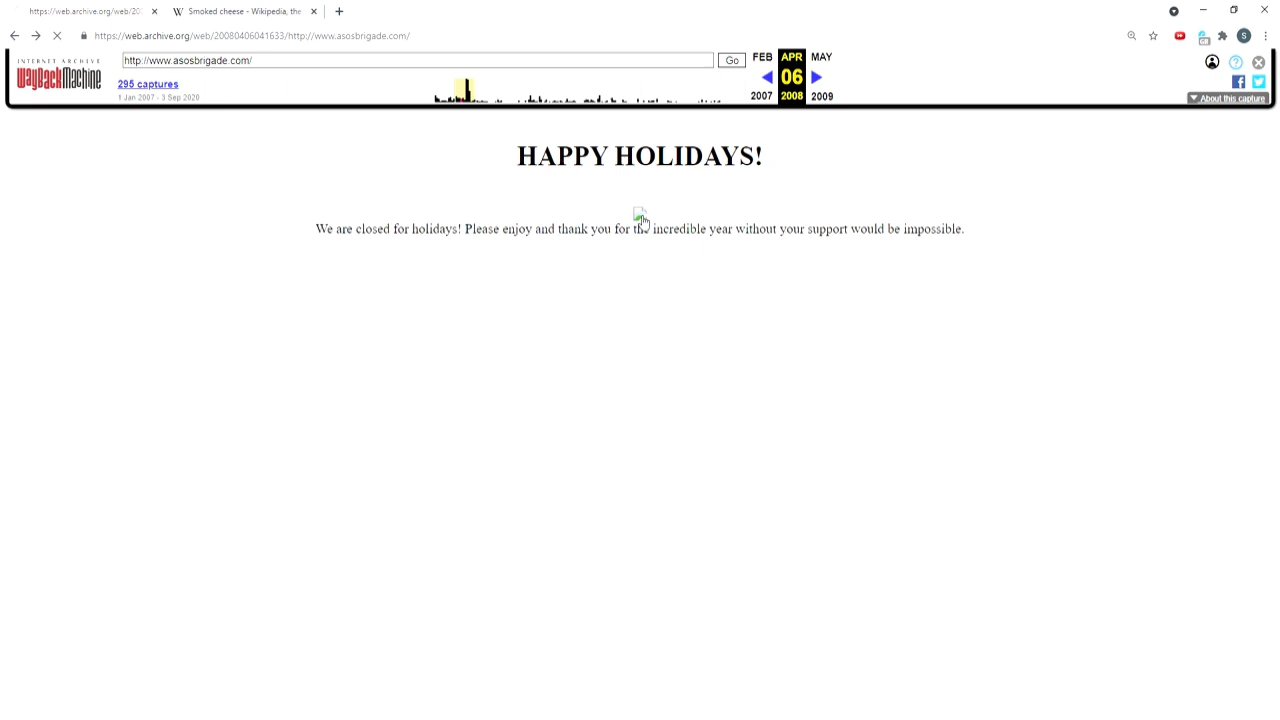 https://web.archive.org/web/20
Smoked cheese - Wikipedia, the
https://web.archive.org/web/20080406041633/http://www.asosbrigade.com/
S
INTERNET ARCHIVE
WayBackMachine
http://www.asosbrigade.com/
Go
FEB APR MAY
06
2007 2008 2009
295 captures
1 Jan 2007 - 3 Sep 2020
About this capture
HAPPY HOLIDAYS!
We are closed for holidays! Please enjoy and thank you for the incredible year without your support would be impossible.